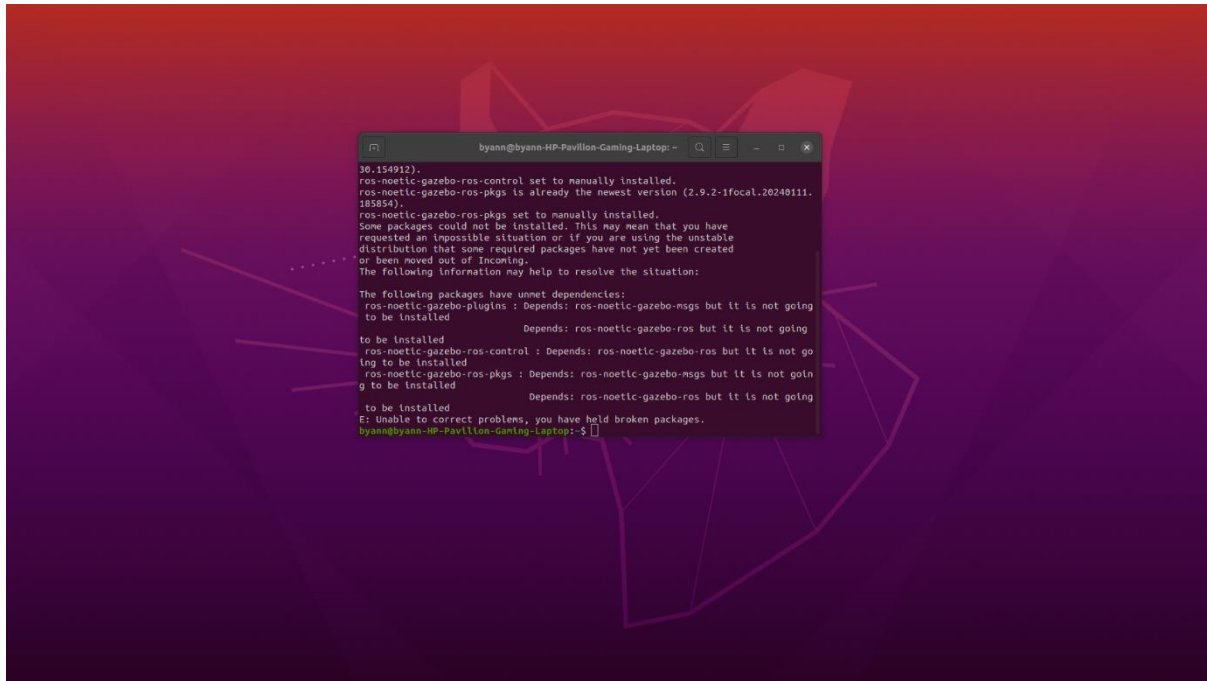 byann@byann-HP-Pavilion-Gaming-Laptop: ~
30.154912).
ros-noetic-gazebo-ros-control set to manually installed.
ros-noetic-gazebo-ros-pkgs is already the newest version (2.9.2-1focal.20240111.
185854).
ros-noetic-gazebo-ros-pkgs set to manually installed.
Some packages could not be installed. This may mean that you have
requested an impossible situation or if you are using the unstable
distribution that some required packages have not yet been created
or been moved out of Incoming.
The following information may help to resolve the situation:
The following packages have unmet dependencies:
ros-noetic-gazebo-plugins : Depends: ros-noetic-gazebo-msgs but it is not going
to be installed
Depends: ros-noetic-gazebo-ros but it is not going
to be installed
ros-noetic-gazebo-ros-control : Depends: ros-noetic-gazebo-ros but it is not go
ing to be installed
ros-noetic-gazebo-ros-pkgs : Depends: ros-noetic-gazebo-msgs but it is not goin
g to be installed
Depends: ros-noetic-gazebo-ros but it is not going
to be installed
E: Unable to correct problems, you have held broken packages.
byann@byann-HP-Pavilion-Gaming-Laptop:~$